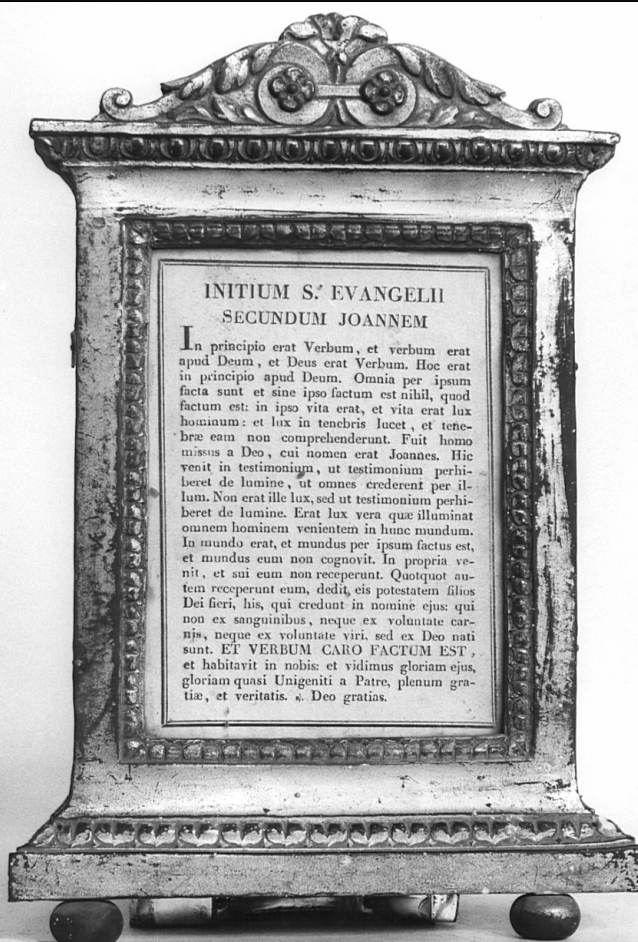 INITIUM S.' EVANGELII
SECUNDUM JOANNEM
In principio erat Verbum, et verbum erat
apud Deum, et Deus erat Verbum. Hoc erat
in principio apud Deum. Omnia per ipsum
facta sunt et sine ipso factum est nihil, quod
factum est: in ipso vita erat, et vita erat lux
hominum: et lux in tenebris lucet, et tene-
bræ eam non comprehenderunt. Fuit homo
missus a Deo, cui nomen erat Joannes. Hic
venit in testimonium, ut testimonium perhi-
beret de lumine, ut omnes crederent per il-
lum. Non erat ille lux, sed ut testimonium perhi-
beret de lumine. Erat lux vera quæ illuminat
omnem hominem venientem in hunc mundum.
In mundo erat, et mundus per ipsum factus est,
et mundus eum non cognovit. In propria ve-
nit, et sui eum non receperunt. Quotquot au-
tem receperunt eum, dedit, eis potestatem filios
Dei fieri, his, qui credunt in nomine ejus: qui
non ex sanguinibus, neque ex voluntate car-
nis, neque ex voluntate viri, sed ex Deo nati
sunt. ET VERBUM CARO FACTUM EST,
et habitavit in nobis: et vidimus gloriam ejus,
gloriam quasi Unigeniti a Patre, plenum gra-
tiæ, et veritatis. ℟. Deo gratias.